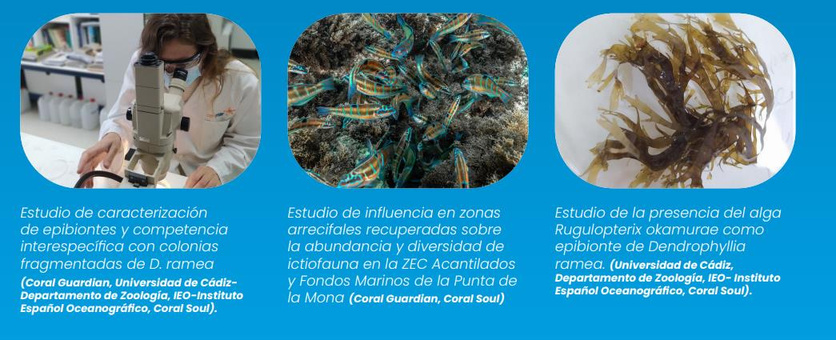 Estudio de caracterización
de epibiontes y competencia
interespecífica con colonias
fragmentadas de D. ramea
(Coral Guardian, Universidad de Cádiz-
Departamento de Zoología, IEO-Instituto
Español Oceanográfico, Coral Soul).
Estudio de influencia en zonas
arrecifales recuperadas sobre
la abundancia y diversidad de
ictiofauna en la ZEC Acantilados
y Fondos Marinos de la Punta de
la Mona (Coral Guardian, Coral Soul)
Estudio de la presencia del alga
Rugulopterix okamurae como
epibionte de Dendrophyllia
ramea. (Universidad de Cádiz,
Departamento de Zoología, IEO- Instituto
Español Oceanográfico, Coral Soul).